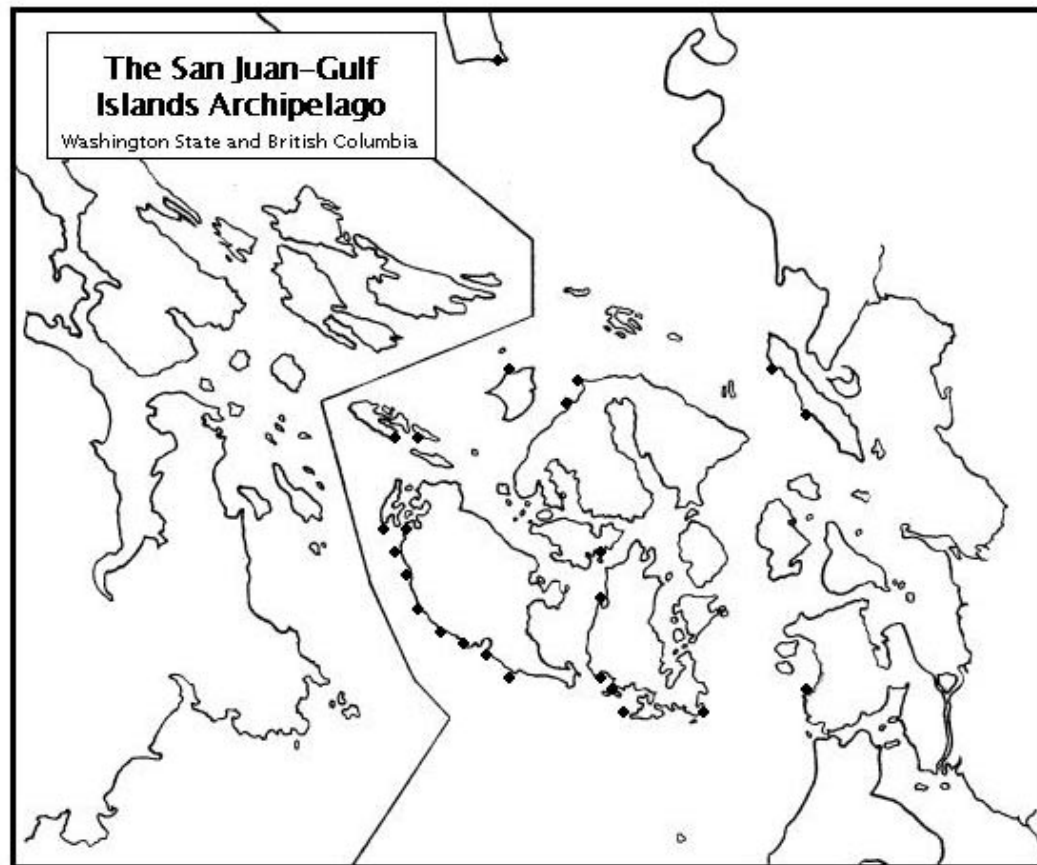 The San Juan–Gulf
Islands Archipelago
Washington State and British Columbia